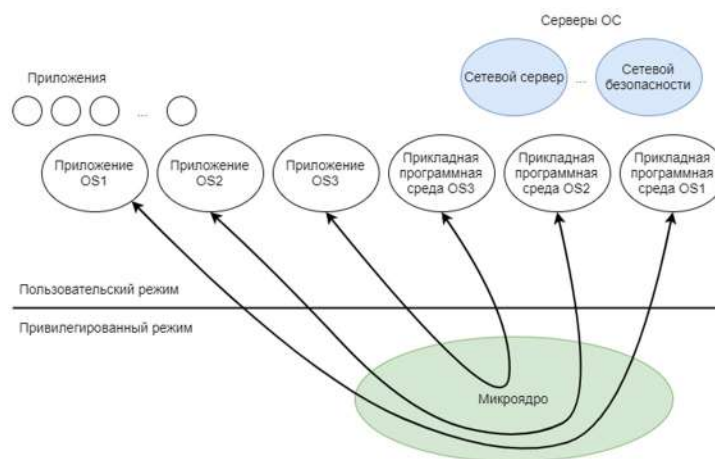 Серверы ОС
Сетевой сервер
...
Сетевой
безопасности
Приложения
...
Приложение
OS1
Приложение
OS2
Приложение
OS3
Прикладная
программная
среда OS3
Прикладная
программная
среда OS2
Прикладная
программная
среда OS1
Пользовательский режим
Привилегированный режим
Микроядро